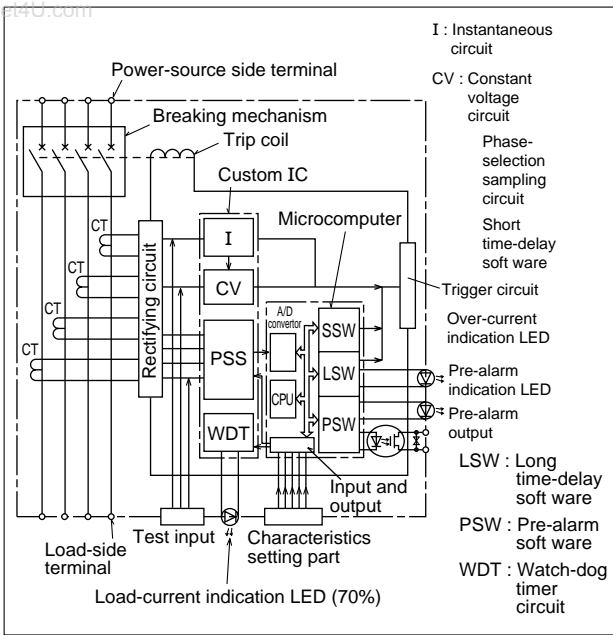 et4U.com
I : Instantaneous
circuit
CV : Constant
voltage
circuit
Phase-
selection
sampling
circuit
Short
time-delay
soft ware
Trigger circuit
Over-current
indication LED
Pre-alarm
indication LED
Pre-alarm
output
LSW : Long
time-delay
soft ware
PSW : Pre-alarm
soft ware
WDT : Watch-dog
timer
circuit
Power-source side terminal
Breaking mechanism
Trip coil
Custom IC
Microcomputer
CT
CT
CT
CT
Rectifying circuit
I
CV
PSS
WDT
A/D
convertor
CPU
SSW
LSW
PSW
Input and
output
Load-side
terminal
Test input
Characteristics
setting part
Load-current indication LED (70%)